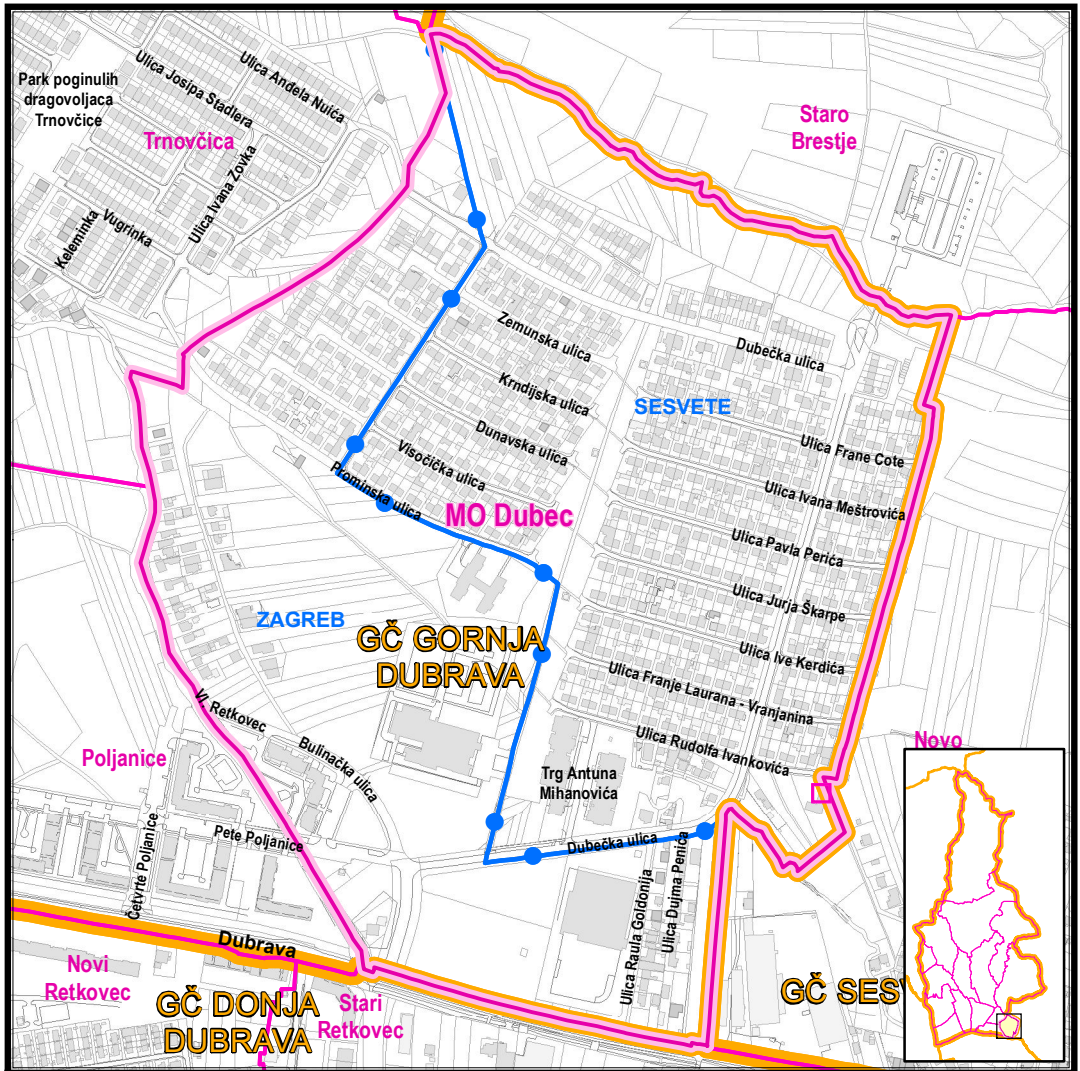 Park poginulih
dragovoljaca
Trnovčice
Ulica Josipa Stadlera
Ulica Anđela Nuića
Trnovčica
Ulica Ivana Zovka
Keleminka
Vugrinka
Staro
Brestje
Zemunska ulica
Dubečka ulica
Krndijska ulica
SESVETE
Dunavska ulica
Ulica Frane Cote
Visočička ulica
Prominska ulica
MO Dubec
Ulica Ivana Meštrovića
Ulica Pavla Perića
Ulica Jurja Škarpe
ZAGREB
GČ GORNJA
DUBRAVA
Ulica Ive Kerdića
Ulica Franje Laurana - Vranjanina
Vl. Retkovec
Ulica Rudolfa Ivankovića
Novo
Poljanice
Bulinačka ulica
Trg Antuna
Mihanovića
Pete Poljanice
Četvrte Poljanice
Dubečka ulica
Ulica Raula Goldonija
Ulica Dujma Penića
Dubrava
Novi
Retkovec
GČ DONJA
DUBRAVA
Stari
Retkovec
GČ SES